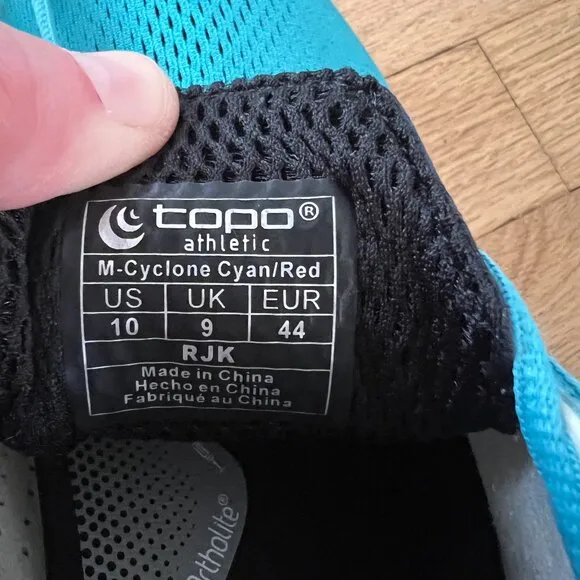 topo®
athletic
M-Cyclone Cyan/Red
US UK EUR
10 9 44
RJK
Made in China
Hecho en China
Fabriqué au China
Ortholite®